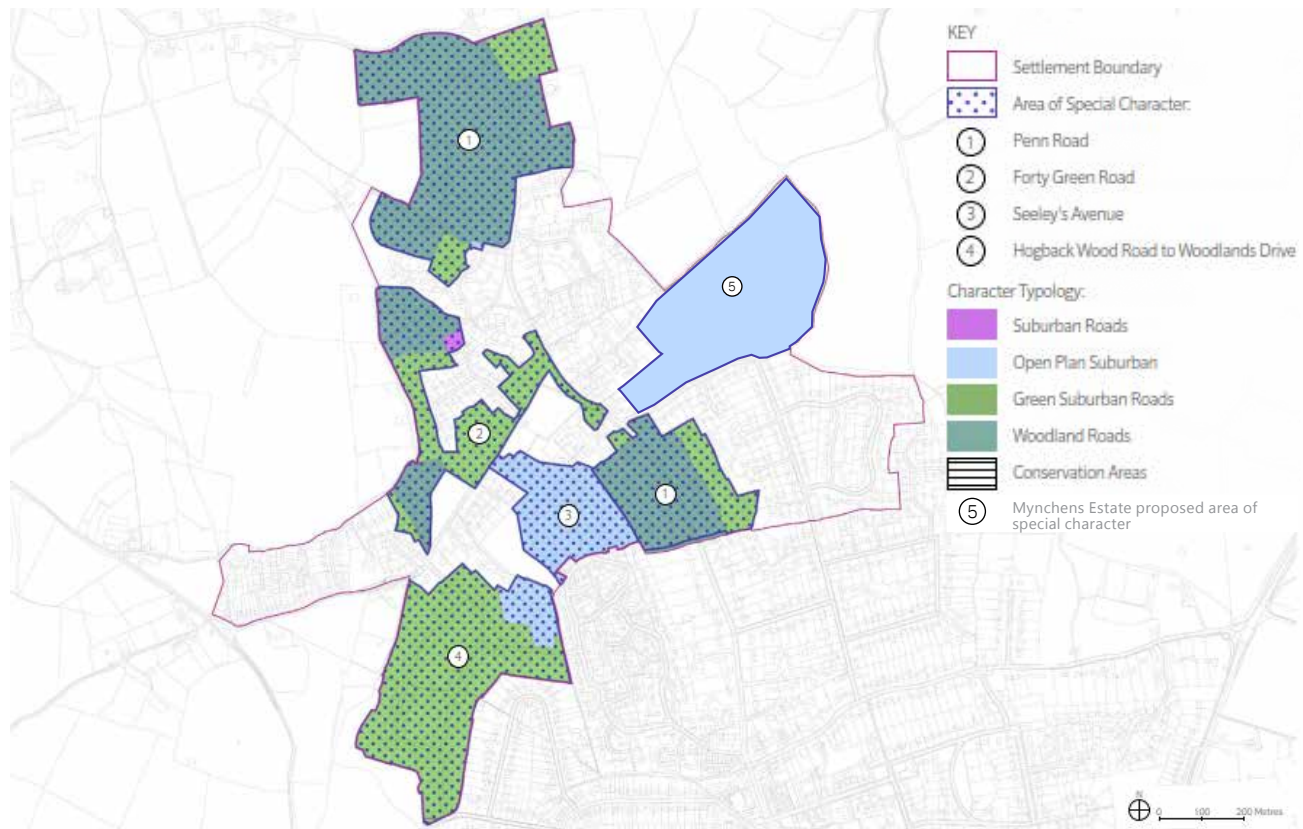 KEY
Settlement Boundary
Area of Special Character:
1 Penn Road
2 Forty Green Road
3 Seeley's Avenue
4 Hogback Wood Road to Woodlands Drive
Character Typology:
Suburban Roads
Open Plan Suburban
Green Suburban Roads
Woodland Roads
Conservation Areas
5 Mynchens Estate proposed area of
special character
1
5
2
1
3
4
N
0 100 200 Metres